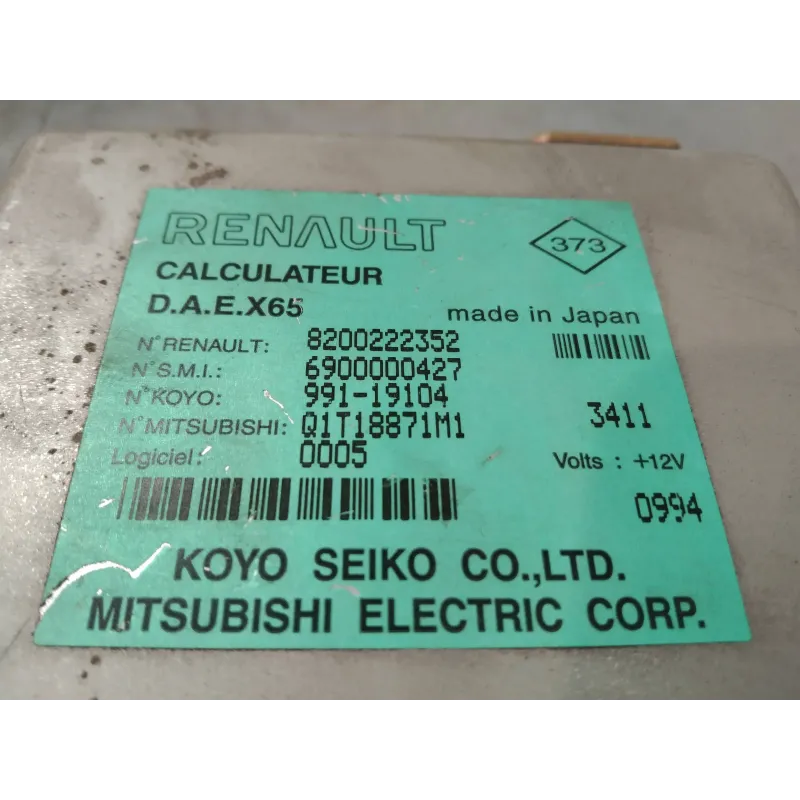 RENAULT
373
CALCULATEUR
D.A.E.X65
made in Japan
N°RENAULT: 8200222352
N°S.M.I.: 6900000427
N°KOYO: 991-19104
3411
N°MITSUBISHI: Q1T18871M1
Logiciel: 0005
Volts : +12V
0994
KOYO SEIKO CO.,LTD.
MITSUBISHI ELECTRIC CORP.